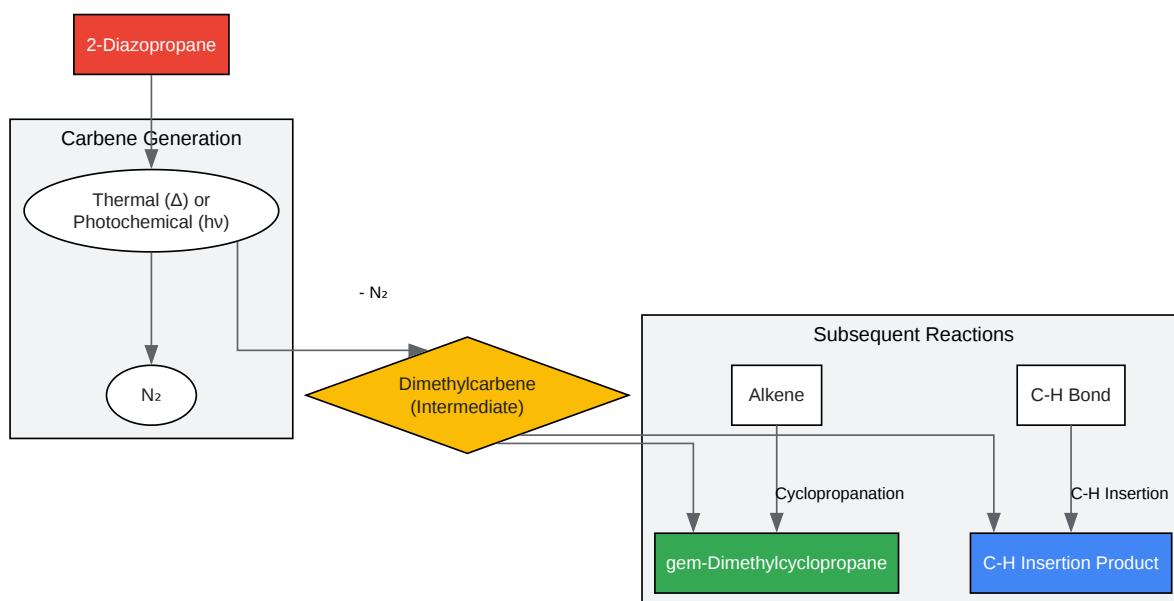 2-Diazopropane
Carbene Generation
Thermal (Δ) or
Photochemical (hν)
- N₂
Subsequent Reactions
N₂
Dimethylcarbene
(Intermediate)
Alkene
C-H Bond
Cyclopropanation
C-H Insertion
gem-Dimethylcyclopropane
C-H Insertion Product